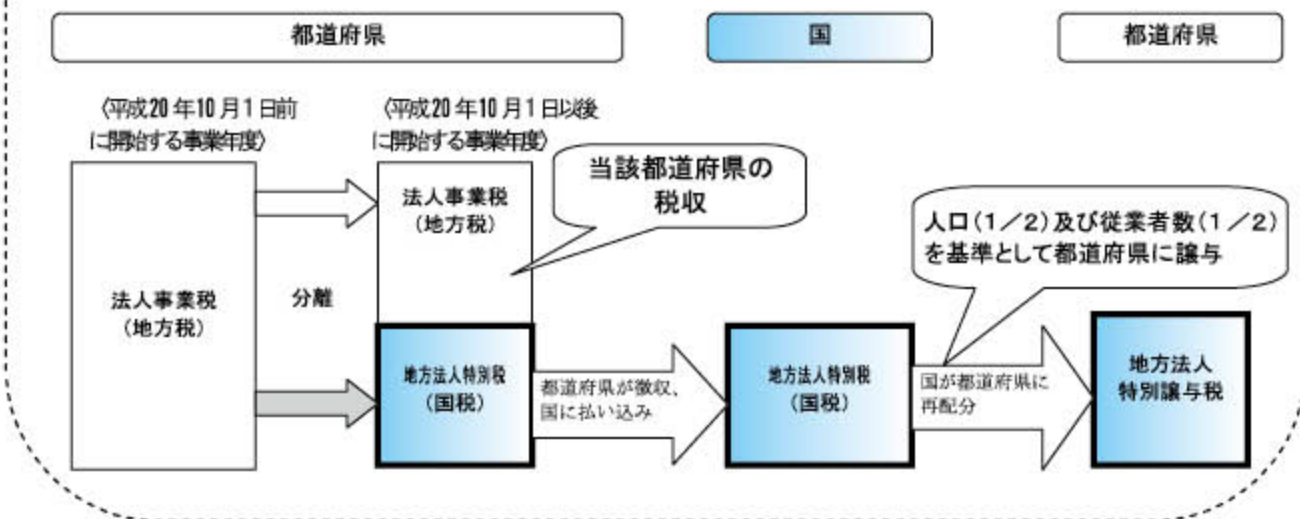 都道府県
国
都道府県
〈平成20年10月1日前
に開始する事業年度〉
〈平成20年10月1日以後
に開始する事業年度〉
当該都道府県の
税収
法人事業税
(地方税)
人口(1/2)及び従業者数(1/2)
を基準として都道府県に譲与
法人事業税
(地方税)
分離
地方法人特別税
(国税)
都道府県が徴収、
国に払い込み
地方法人特別税
(国税)
国が都道府県に
再配分
地方法人
特別譲与税